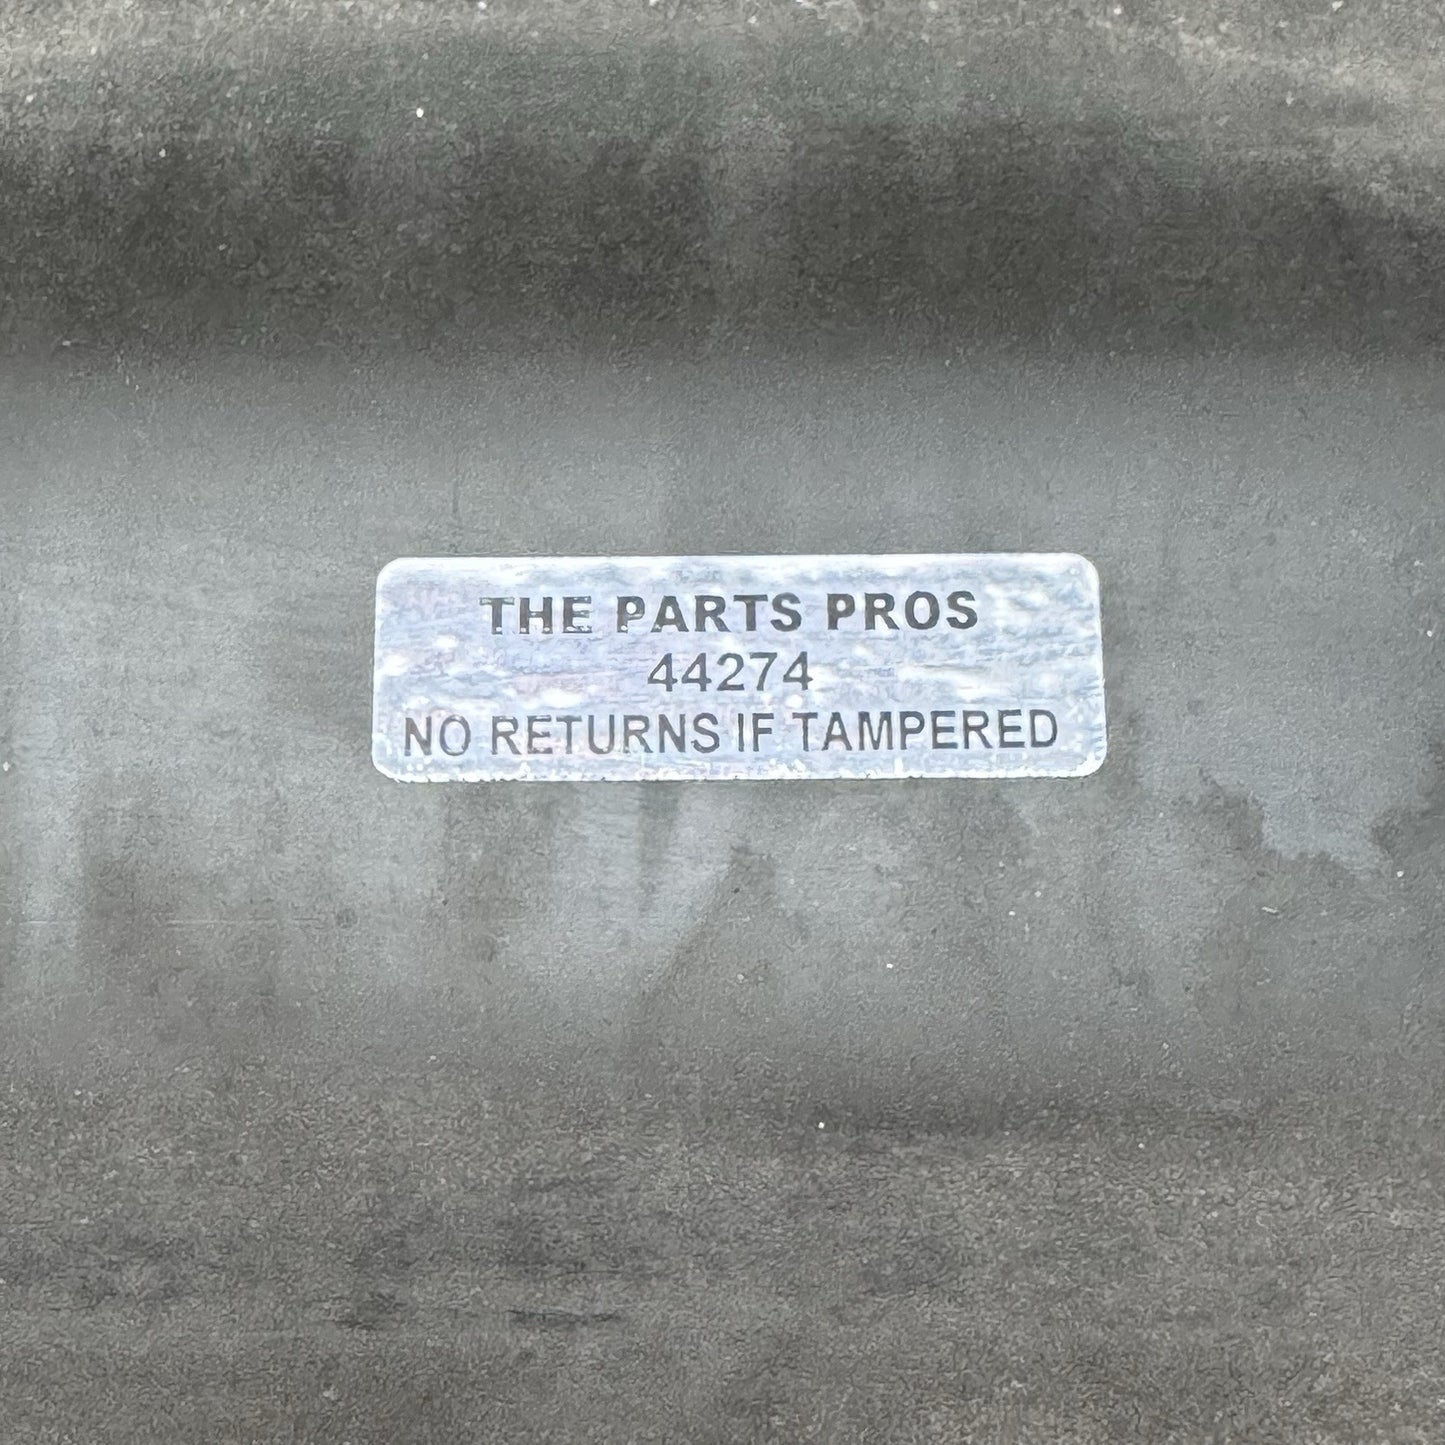 THE PARTS PROS
44274
NO RETURNS IF TAMPERED